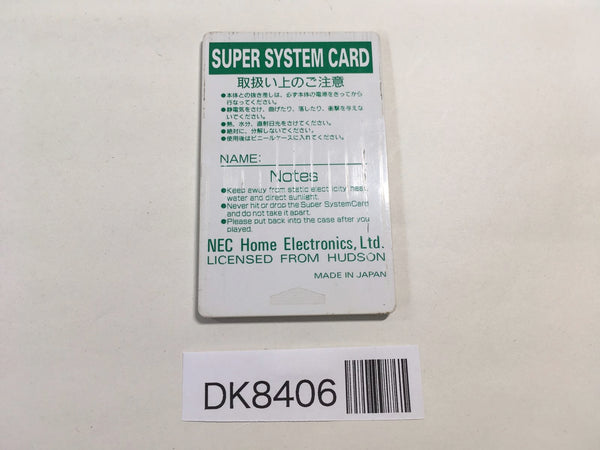 SUPER SYSTEM CARD
取扱い上のご注意
●本体との抜き差しは、必ず本体の電源をきってから
行なってください。
●静電気をさけ、曲げたり、落したり、衝撃を与えな
いでください。
●熱、水分、直射日光をさけてください。
●絶対に、分解しないでください。
●使用後はビニールケースに入れてください。
NAME:
Notes
●Keep away from static electricity, heat,
water and direct sunlight.
●Never hit or drop the Super SystemCard
and do not take it apart.
●Please put back into the case after you
played.
NEC Home Electronics, Ltd.
LICENSED FROM HUDSON
MADE IN JAPAN
DK8406